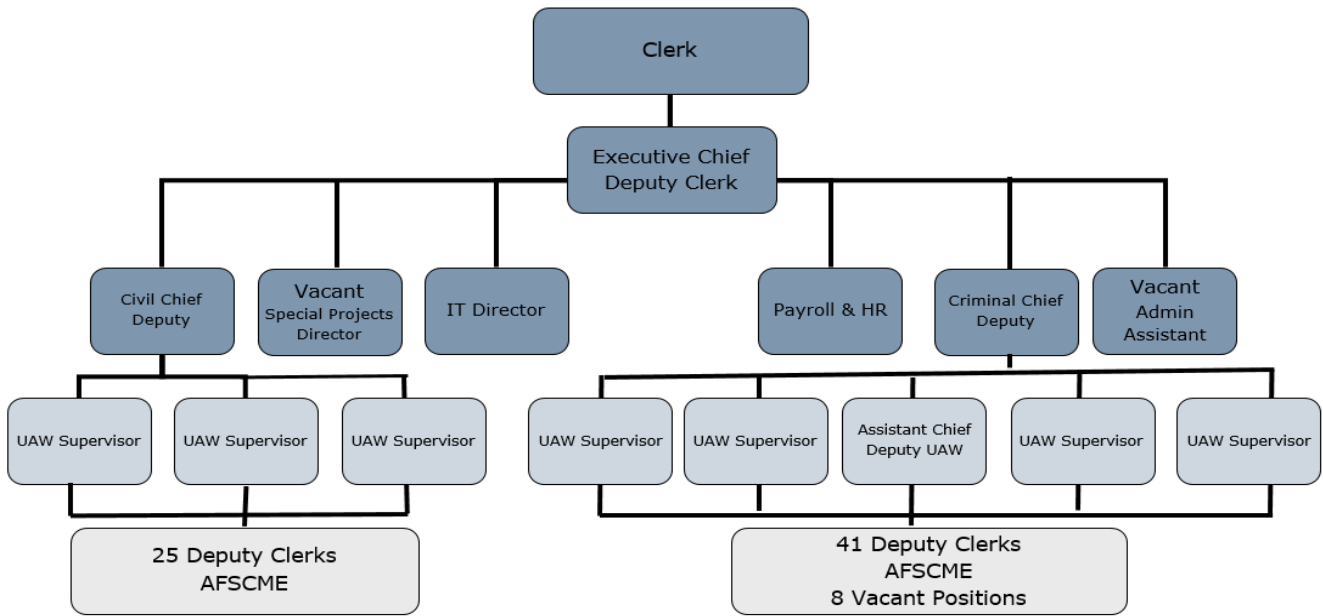 Clerk
Executive Chief
Deputy Clerk
Civil Chief
Deputy
Vacant
Special Projects
Director
IT Director
Payroll & HR
Criminal Chief
Deputy
Vacant
Admin
Assistant
UAW Supervisor
UAW Supervisor
UAW Supervisor
UAW Supervisor
UAW Supervisor
Assistant Chief
Deputy UAW
UAW Supervisor
UAW Supervisor
25 Deputy Clerks
AFSCME
41 Deputy Clerks
AFSCME
8 Vacant Positions